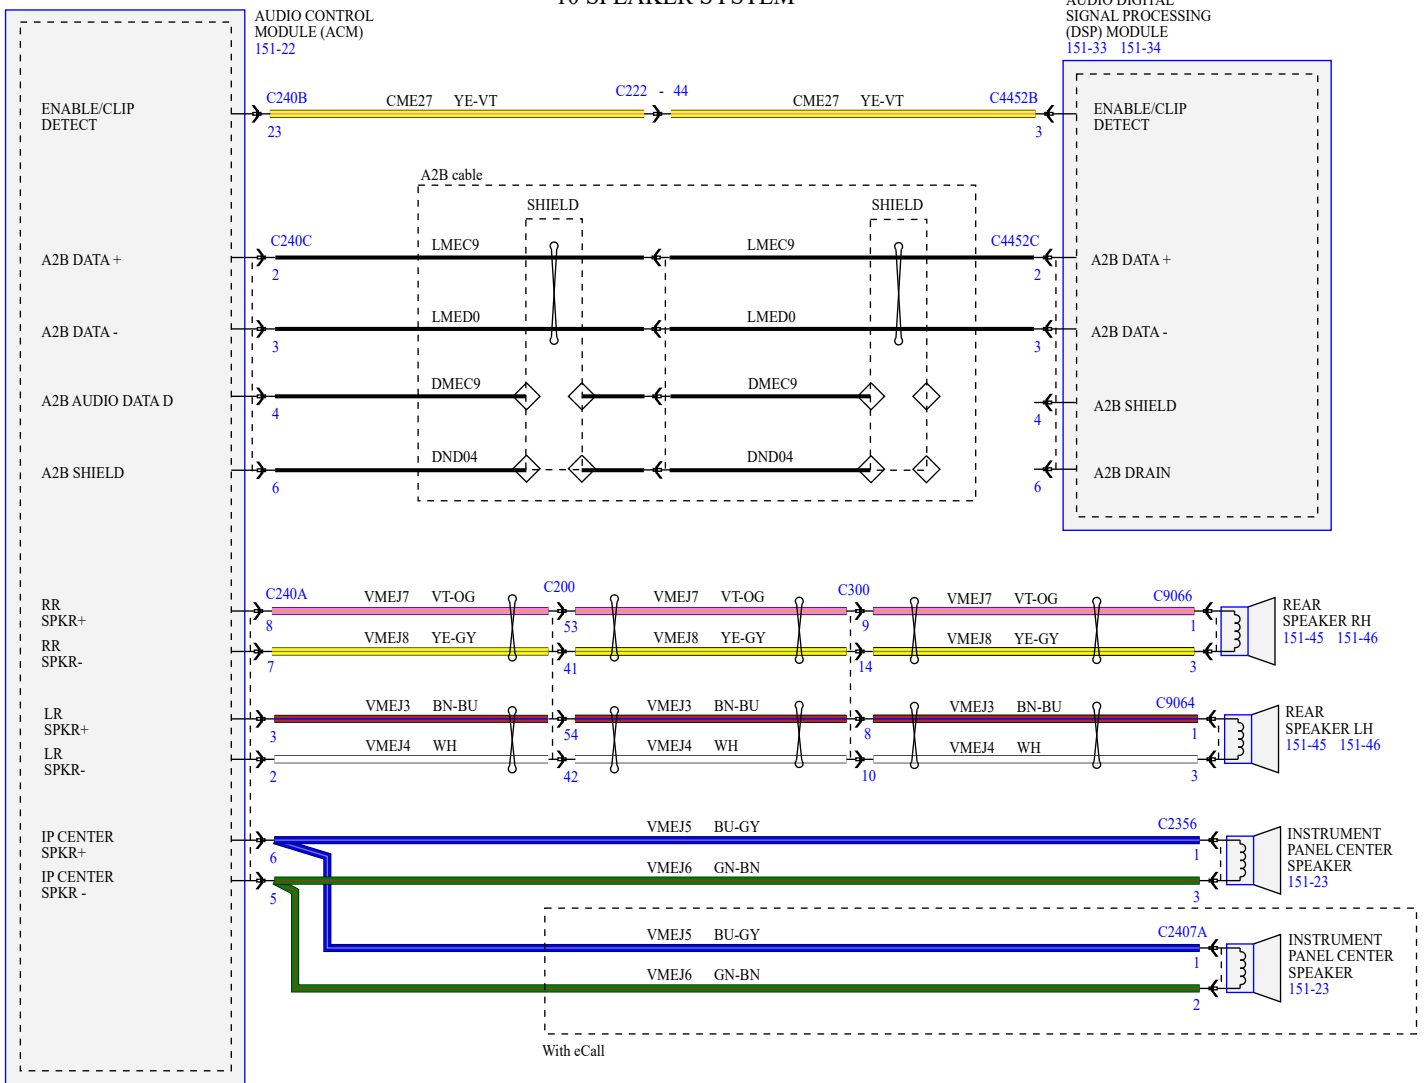 10 SPEAKER SYSTEM
AUDIO CONTROL
MODULE (ACM)
151-22
AUDIO DIGITAL
SIGNAL PROCESSING
(DSP) MODULE
151-33 151-34
ENABLE/CLIP
DETECT
C240B
23
CME27 YE-VT
C222 - 44
CME27 YE-VT
C4452B
3
ENABLE/CLIP
DETECT
A2B cable
SHIELD
SHIELD
A2B DATA +
C240C
2
LMEC9
LMEC9
C4452C
2
A2B DATA +
A2B DATA -
3
LMED0
LMED0
3
A2B DATA -
A2B AUDIO DATA D
4
DMEC9
DMEC9
4
A2B SHIELD
A2B SHIELD
6
DND04
DND04
6
A2B DRAIN
RR
SPKR+
C240A
8
VMEJ7 VT-OG
C200
53
VMEJ7 VT-OG
C300
9
VMEJ7 VT-OG
C9066
1
REAR
SPEAKER RH
151-45 151-46
RR
SPKR-
7
VMEJ8 YE-GY
41
VMEJ8 YE-GY
14
VMEJ8 YE-GY
3
LR
SPKR+
3
VMEJ3 BN-BU
54
VMEJ3 BN-BU
8
VMEJ3 BN-BU
C9064
1
REAR
SPEAKER LH
151-45 151-46
LR
SPKR-
2
VMEJ4 WH
42
VMEJ4 WH
10
VMEJ4 WH
3
IP CENTER
SPKR+
6
VMEJ5 BU-GY
C2356
1
INSTRUMENT
PANEL CENTER
SPEAKER
151-23
IP CENTER
SPKR -
5
VMEJ6 GN-BN
3
VMEJ5 BU-GY
C2407A
1
INSTRUMENT
PANEL CENTER
SPEAKER
151-23
VMEJ6 GN-BN
2
With eCall